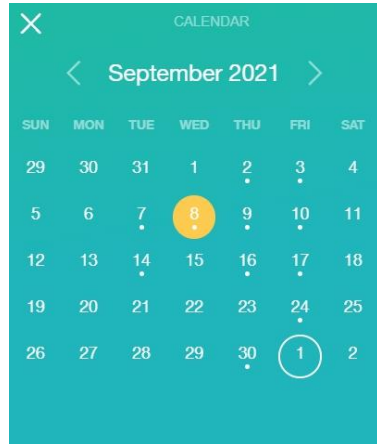 CALENDAR
September 2021
SUN MON TUE WED THU FRI SAT
29 30 31 1 2 3 4
5 6 7 8 9 10 11
12 13 14 15 16 17 18
19 20 21 22 23 24 25
26 27 28 29 30 1 2